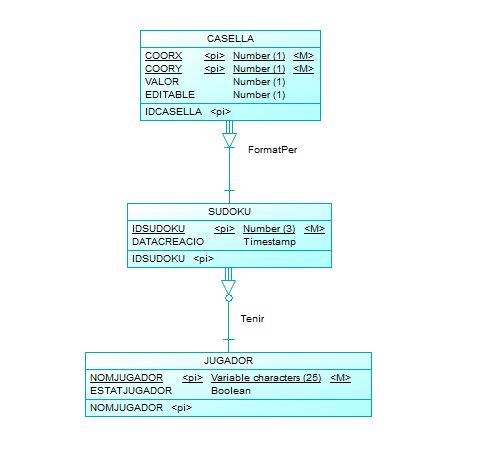 CASELLA
COORX <pi> Number (1) <M>
COORY <pi> Number (1) <M>
VALOR Number (1)
EDITABLE Number (1)
IDCASELLA <pi>
FormatPer
SUDOKU
IDSUDOKU <pi> Number (3) <M>
DATACREACIO Timestamp
IDSUDOKU <pi>
Tenir
JUGADOR
NOMJUGADOR <pi> Variable characters (25) <M>
ESTATJUGADOR Boolean
NOMJUGADOR <pi>